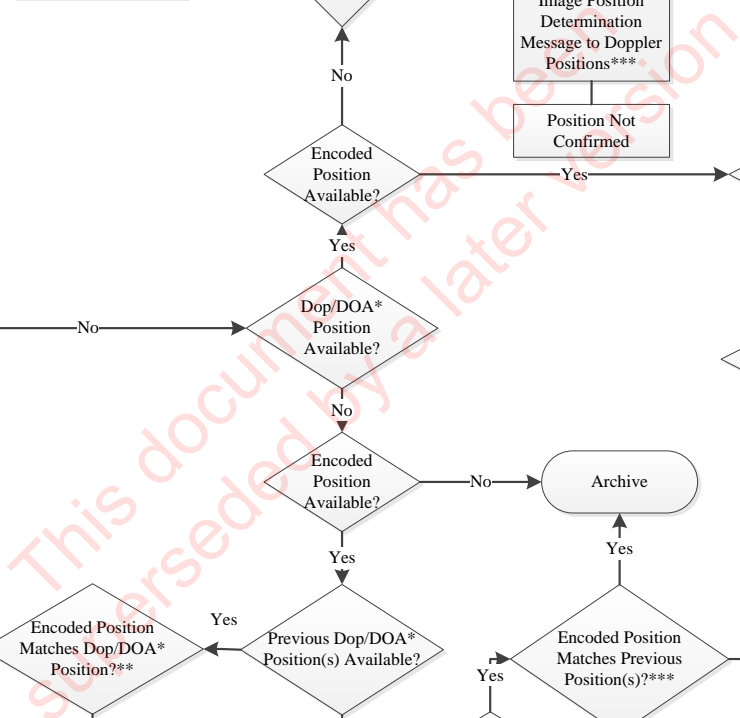 Image Position
Determination
Message to Doppler
Positions***
No
Position Not
Confirmed
Encoded
Position
Available?
Yes
Yes
Dop/DOA*
Position
Available?
No
No
Encoded
Position
Available?
No
Archive
Yes
Yes
Encoded Position
Matches Dop/DOA*
Position?**
Yes
Previous Dop/DOA*
Position(s) Available?
Encoded Position
Matches Previous
Position(s)?***
Yes
This document has been
superseded by a later version